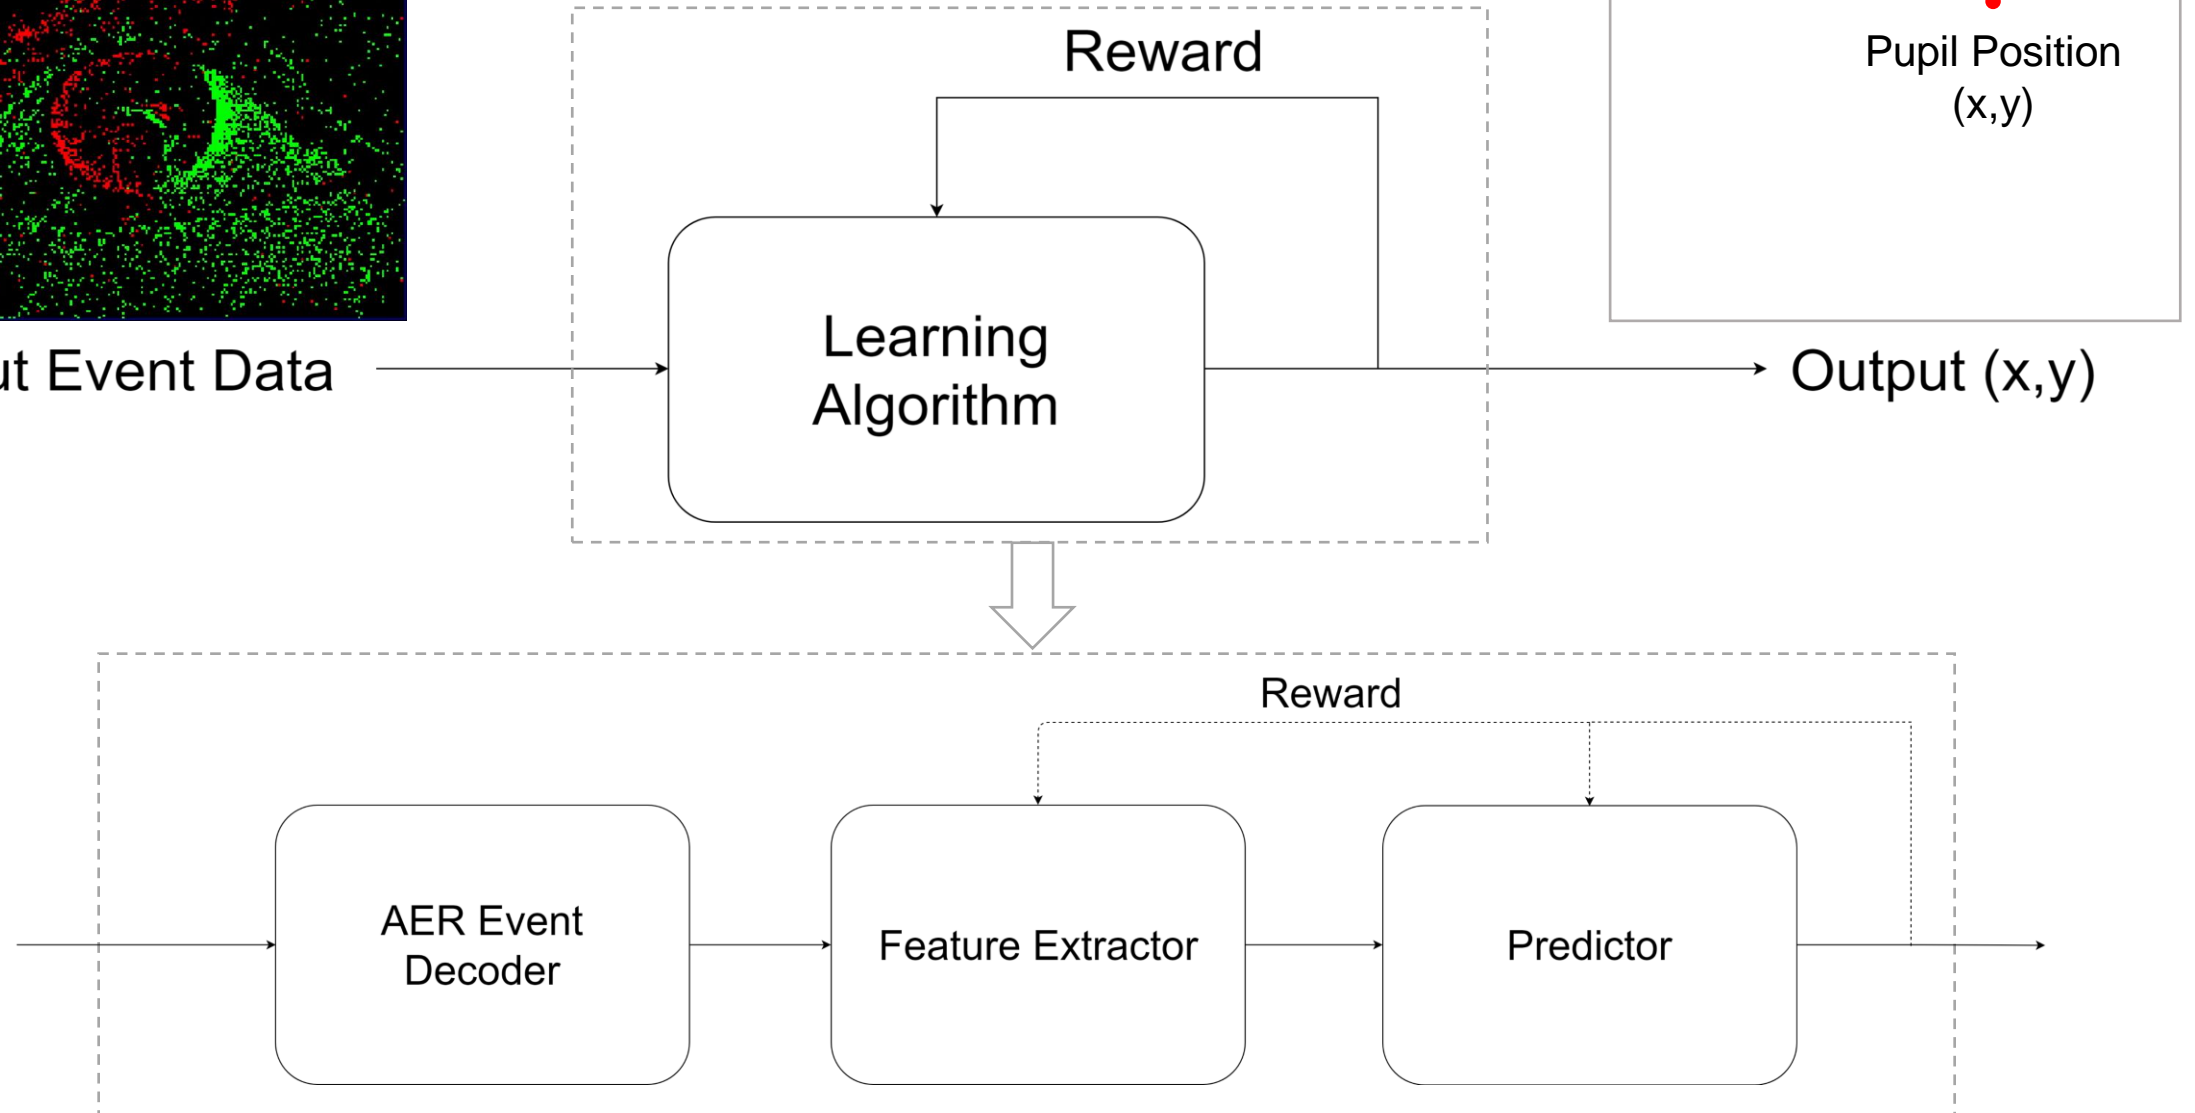 Reward
Pupil Position
(x,y)
Learning
Algorithm
Event Data
Output (x,y)
Reward
AER Event
Decoder
Feature Extractor
Predictor